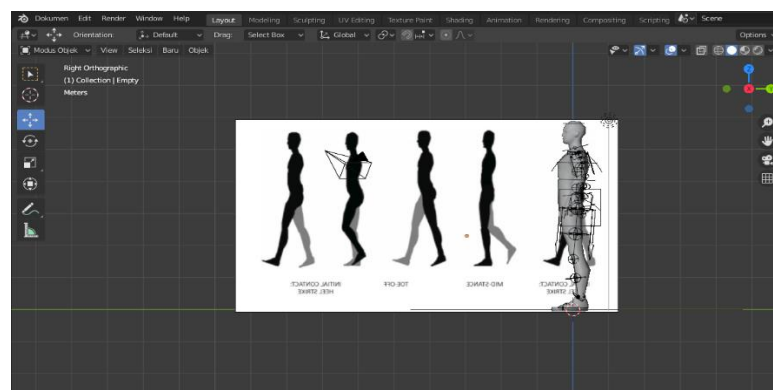 Dokumen Edit Render Window Help Layout Modeling Sculpting UV Editing Texture Paint Shading Animation Rendering Compositing Scripting Scene
Orientation: Default Drag: Select Box Global Options
Modus Objek View Seleksi Baru Objek
Right Orthographic
(1) Collection | Empty
Meters
Z
INITIAL CONTACT: TOE-OFF MID-STANCE CONTACT:
HEEL STRIKE STRIKE